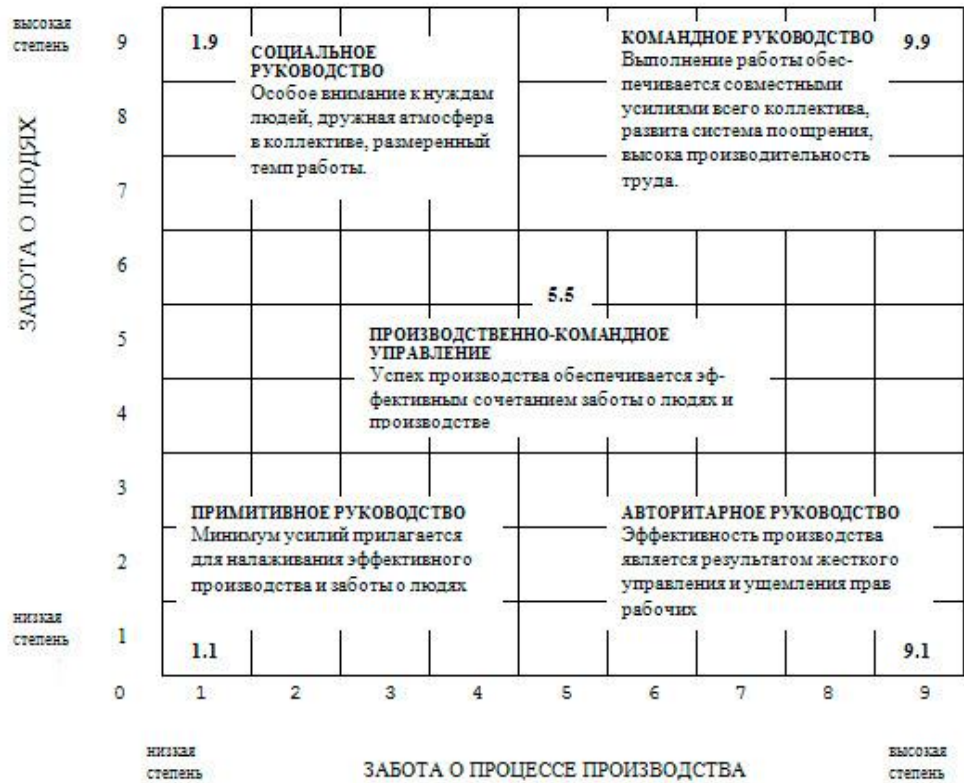 высокая
степень
9
1.9
СОЦИАЛЬНОЕ
РУКОВОДСТВО
Особое внимание к нуждам
людей, дружная атмосфера
в коллективе, размеренный
темп работы.
КОМАНДНОЕ РУКОВОДСТВО
9.9
Выполнение работы обес-
печивается совместными
усилиями всего коллектива,
развита система поощрения,
высока производительность
труда.
8
7
ЗАБОТА О ЛЮДЯХ
6
5.5
5
ПРОИЗВОДСТВЕННО-КОМАНДНОЕ
УПРАВЛЕНИЕ
Успех производства обеспечивается эф-
фективным сочетанием заботы о людях и
производстве
4
3
ПРИМИТИВНОЕ РУКОВОДСТВО
Минимум усилий прилагается
для налаживания эффективного
производства и заботы о людях
АВТОРИТАРНОЕ РУКОВОДСТВО
Эффективность производства
является результатом жесткого
управления и ущемления прав
рабочих
2
низкая
степень
1
1.1
9.1
0 1 2 3 4 5 6 7 8 9
низкая
степень
ЗАБОТА О ПРОЦЕССЕ ПРОИЗВОДСТВА
высокая
степень